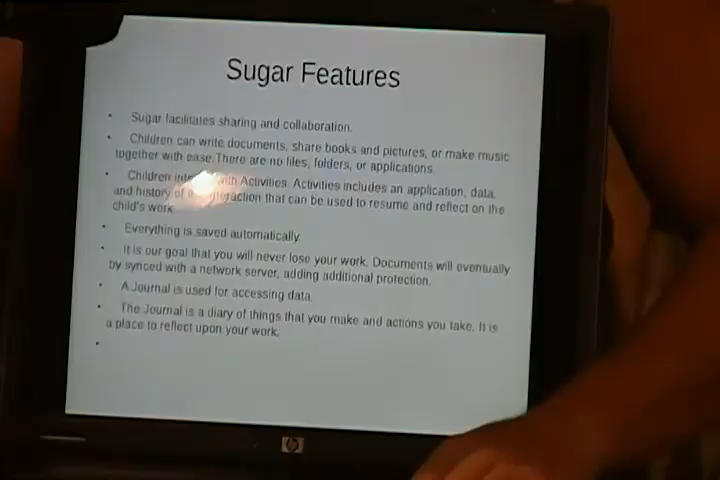 Sugar Features
• Sugar facilitates sharing and collaboration.
• Children can write documents, share books and pictures, or make music
together with ease.There are no files, folders, or applications.
• Children with Activities. Activities includes an application, data,
and history of interaction that can be used to resume and reflect on the
child's work.
• Everything is saved automatically.
• It is our goal that you will never lose your work. Documents will eventually
by synced with a network server, adding additional protection.
• A Journal is used for accessing data.
• The Journal is a diary of things that you make and actions you take. It is
a place to reflect upon your work.
•
hp